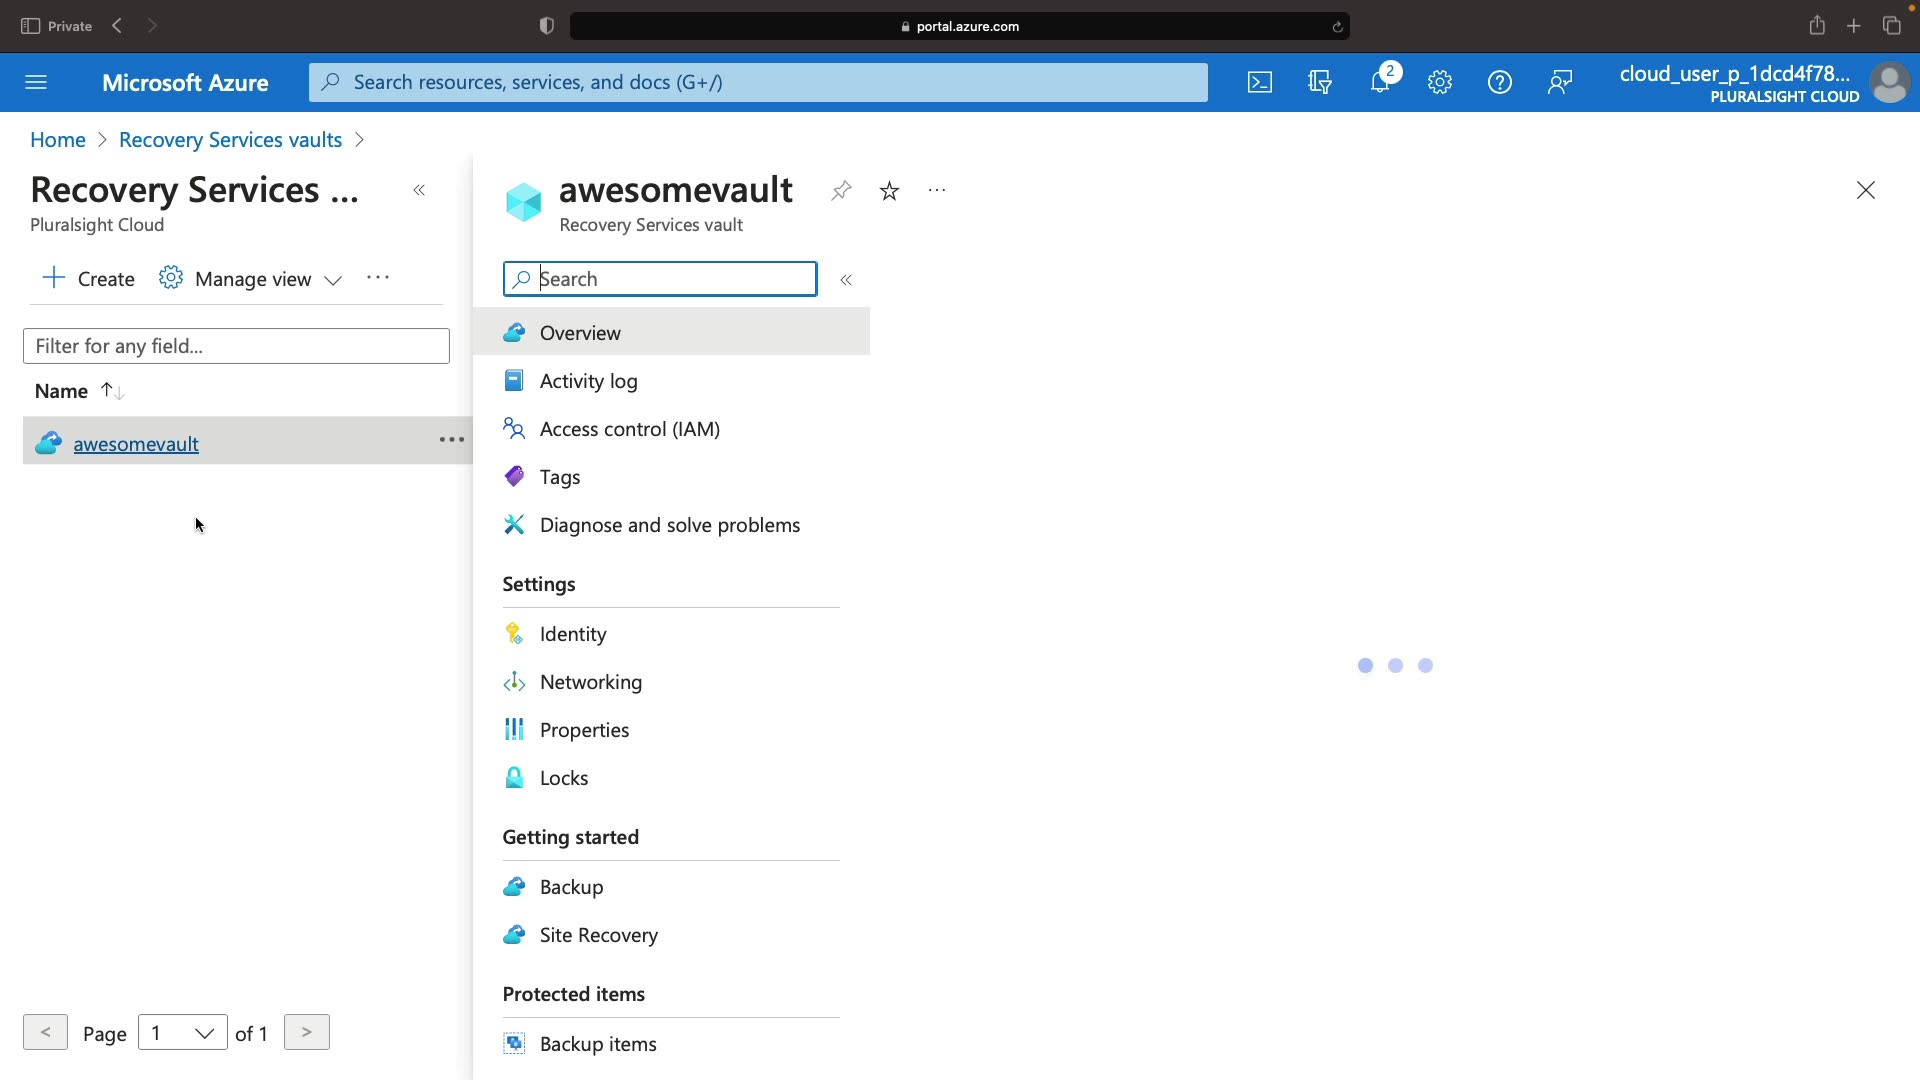 Private
portal.azure.com
Microsoft Azure
Search resources, services, and docs (G+/)
2
cloud_user_p_1dcd4f78...
PLURALSIGHT CLOUD
Home > Recovery Services vaults >
Recovery Services ...
Pluralsight Cloud
+ Create
Manage view
Filter for any field...
Name
awesomevault
< Page 1 of 1 >
awesomevault
Recovery Services vault
Search
Overview
Activity log
Access control (IAM)
Tags
Diagnose and solve problems
Settings
Identity
Networking
Properties
Locks
Getting started
Backup
Site Recovery
Protected items
Backup items